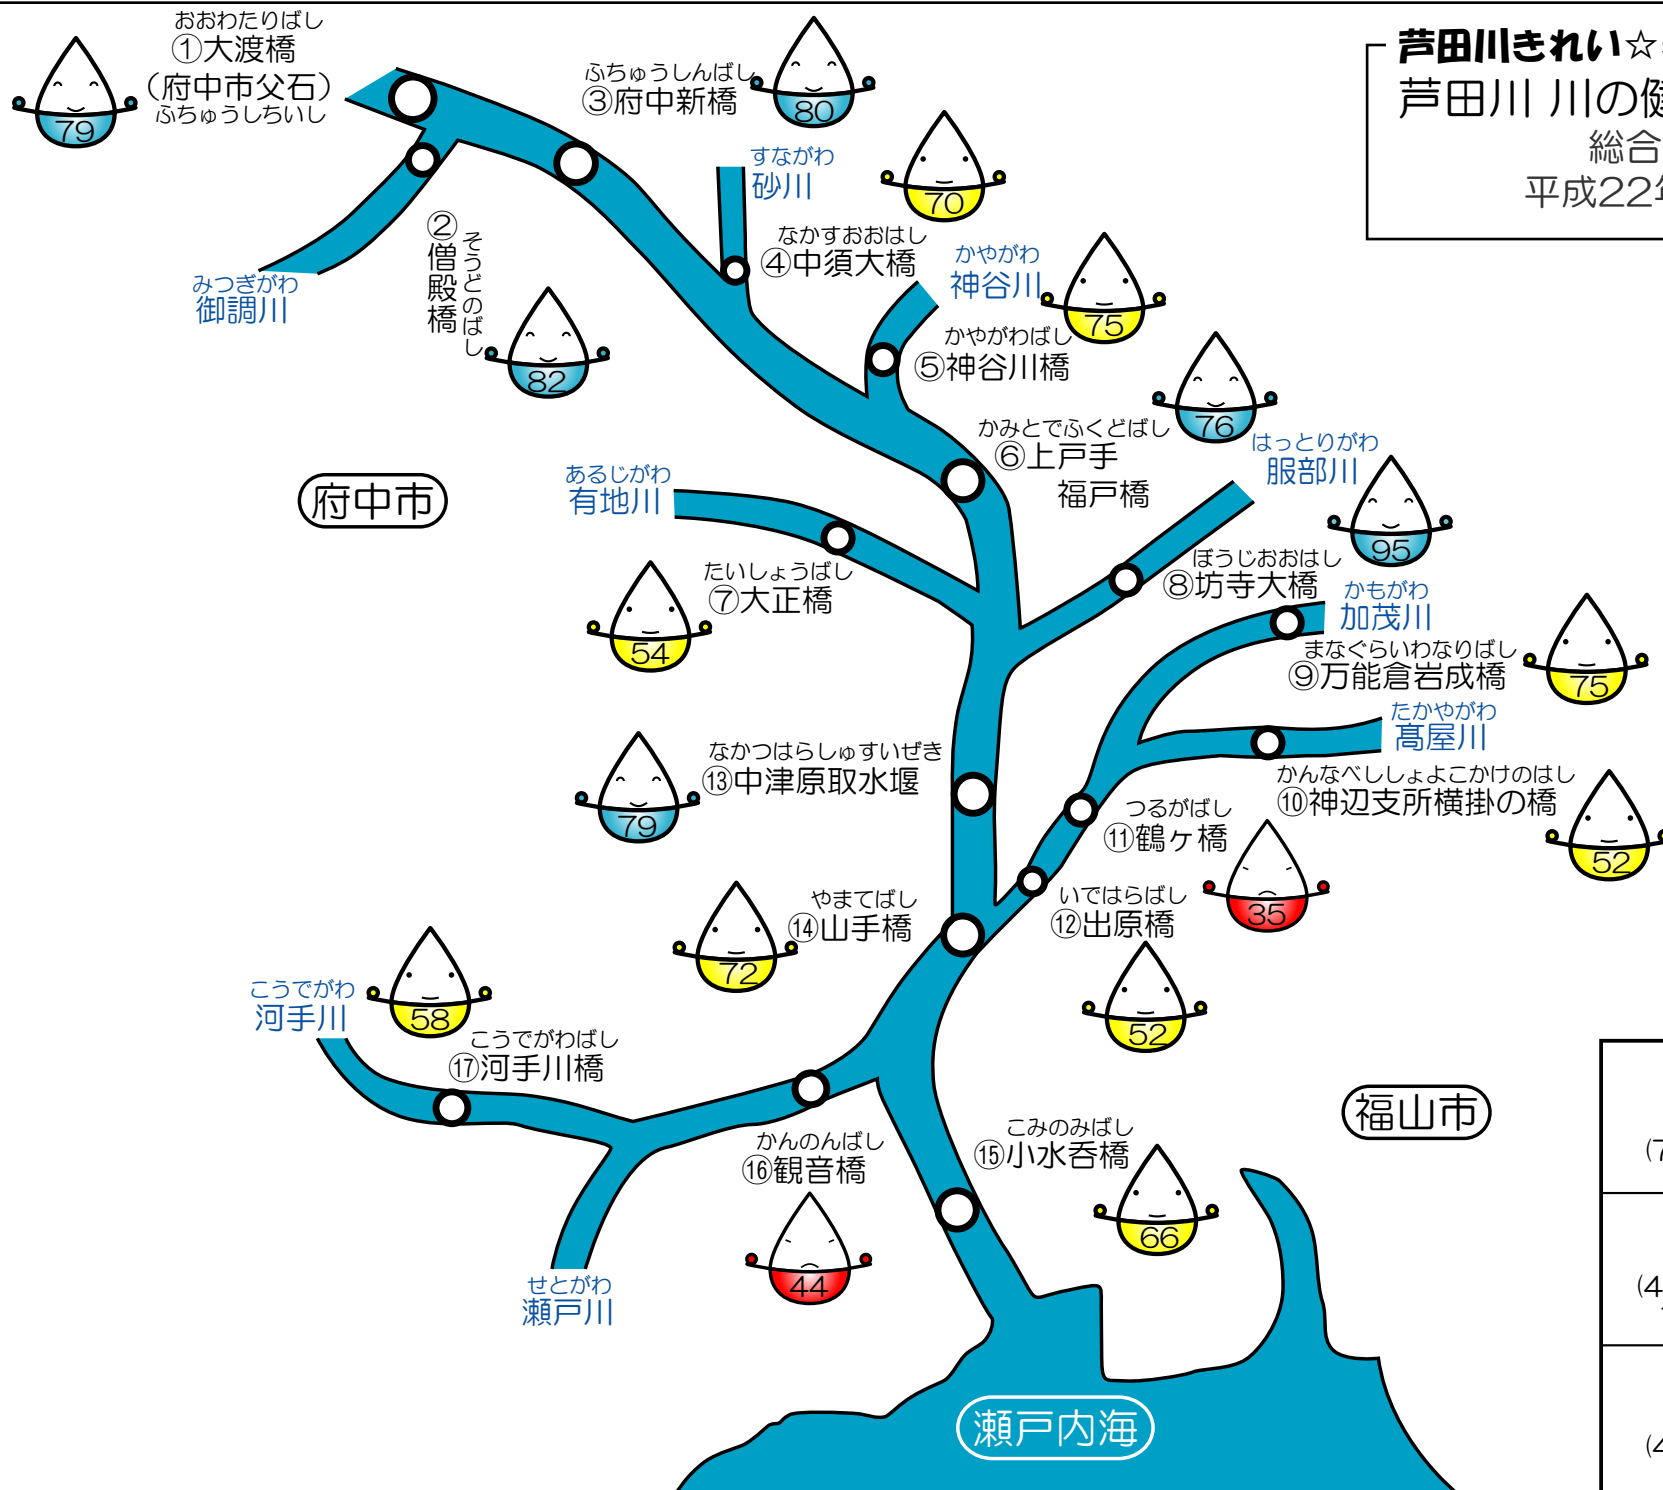 おおわたりばし
①大渡橋
(府中市父石)
ふちゅうしちいし
79
ふちゅうしんばし
③府中新橋
80
芦田川きれい☆
芦田川 川の健
総合
平成22年
すながわ
砂川
70
なかすおおはし
④中須大橋
みつぎがわ
御調川
そうどのばし
②僧殿橋
82
かやがわ
神谷川
75
かやがわばし
⑤神谷川橋
76
かみとでふくどばし
⑥上戸手
福戸橋
はっとりがわ
服部川
95
府中市
あるじがわ
有地川
たいしょうばし
⑦大正橋
54
ぼうじおおはし
⑧坊寺大橋
かもがわ
加茂川
まなぐらいわなりばし
⑨万能倉岩成橋
75
たかやがわ
髙屋川
かんなべししょよこかけのはし
⑩神辺支所横掛の橋
52
なかつはらしゅすいぜき
⑬中津原取水堰
79
つるがばし
⑪鶴ヶ橋
35
いではらばし
⑫出原橋
52
やまてばし
⑭山手橋
72
こうでがわ
河手川
58
こうでがわばし
⑰河手川橋
福山市
かんのんばし
⑯観音橋
44
こみのみばし
⑮小水呑橋
66
せとがわ
瀬戸川
瀬戸内海
(7
(4
(4